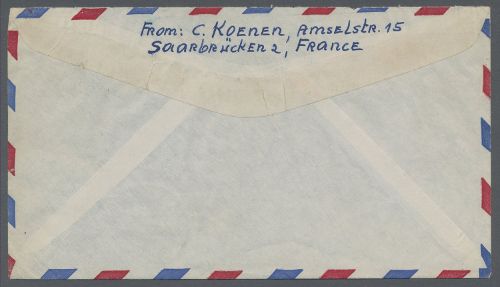 From: C. Koenen, Amselstr. 15
Saarbrücken 2, France